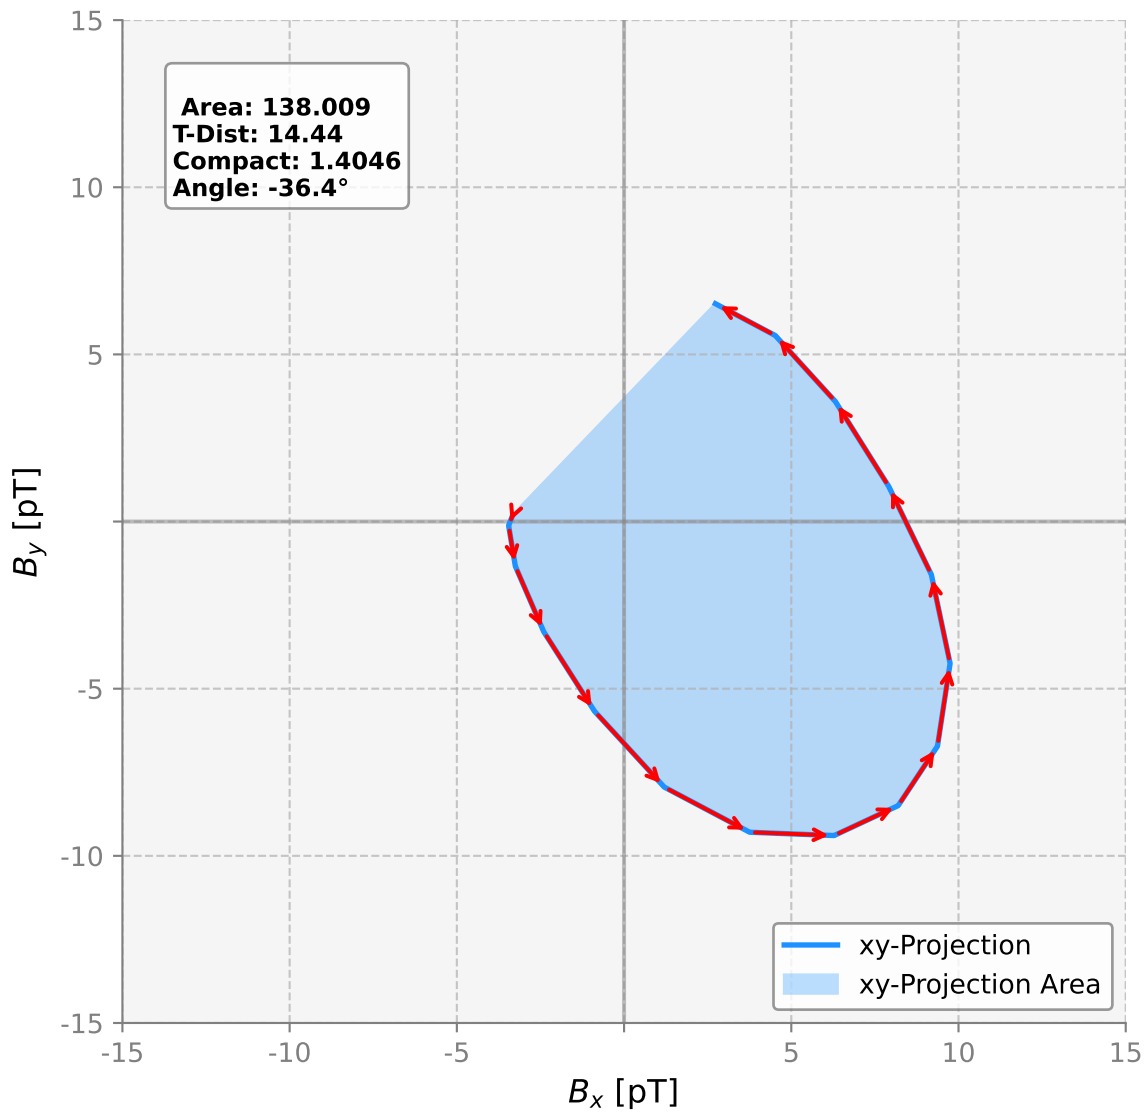 15
Area: 138.009
T-Dist: 14.44
Compact: 1.4046
Angle: -36.4°
10
5
B_y [pT]
-5
-10
xy-Projection
xy-Projection Area
-15
-15 -10 -5 5 10 15
B_x [pT]